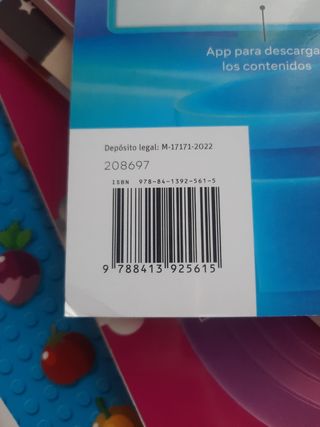 App para descarga
los contenidos
Depósito legal: M-17171-2022
208697
ISBN 978-84-1392-561-5
9 788413 925615